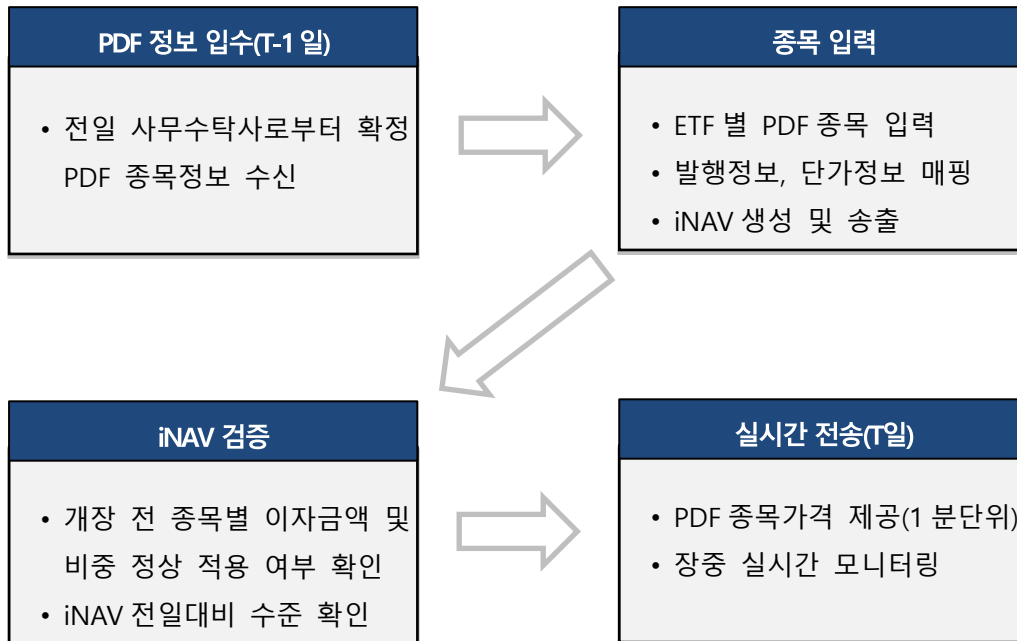 PDF 정보 입수(T-1 일)
• 전일 사무수탁사로부터 확정
PDF 종목정보 수신
종목 입력
• ETF 별 PDF 종목 입력
• 발행정보, 단가정보 매핑
• iNAV 생성 및 송출
iNAV 검증
• 개장 전 종목별 이자금액 및
비중 정상 적용 여부 확인
• iNAV 전일대비 수준 확인
실시간 전송(T일)
• PDF 종목가격 제공(1 분단위)
• 장중 실시간 모니터링